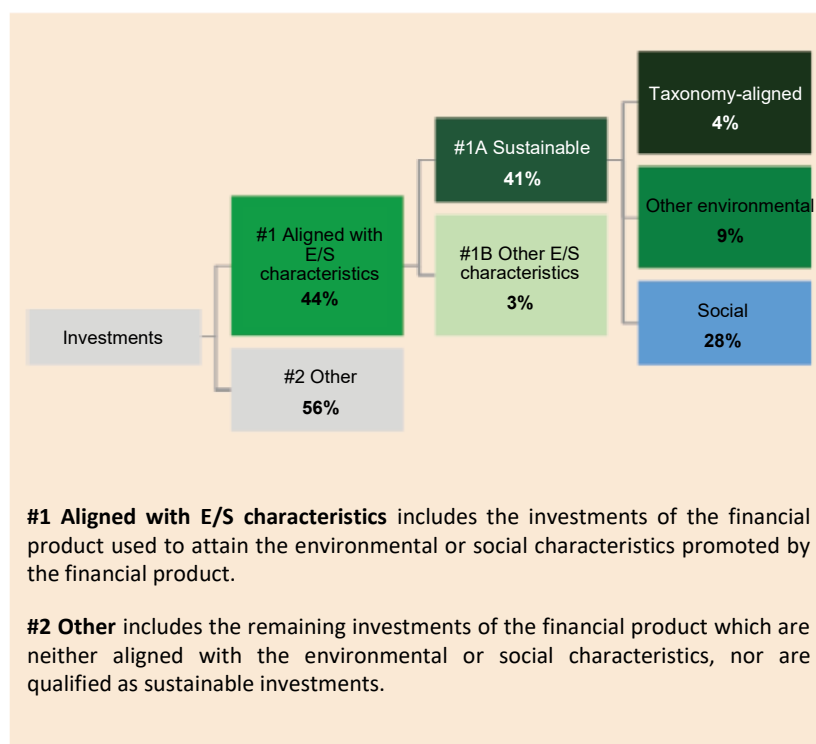 Investments
#1 Aligned with
E/S
characteristics
44%
#2 Other
56%
#1A Sustainable
41%
#1B Other E/S
characteristics
3%
Taxonomy-aligned
4%
Other environmental
9%
Social
28%
#1 Aligned with E/S characteristics includes the investments of the financial
product used to attain the environmental or social characteristics promoted by
the financial product.
#2 Other includes the remaining investments of the financial product which are
neither aligned with the environmental or social characteristics, nor are
qualified as sustainable investments.